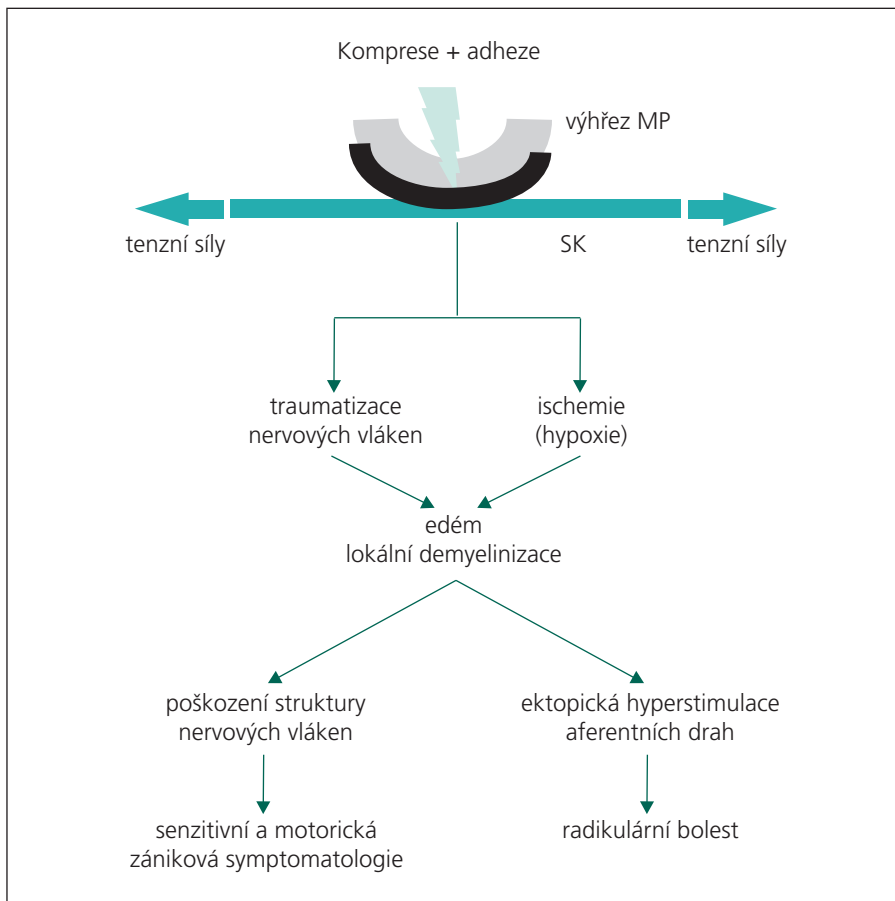 Komprese + adheze
výhřez MP
tenzní síly
SK
tenzní síly
traumatizace
nervových vláken
ischemie
(hypoxie)
edém
lokální demyelinizace
poškození struktury
nervových vláken
ektopická hyperstimulace
aferentních drah
senzitivní a motorická
zániková symptomatologie
radikulární bolest